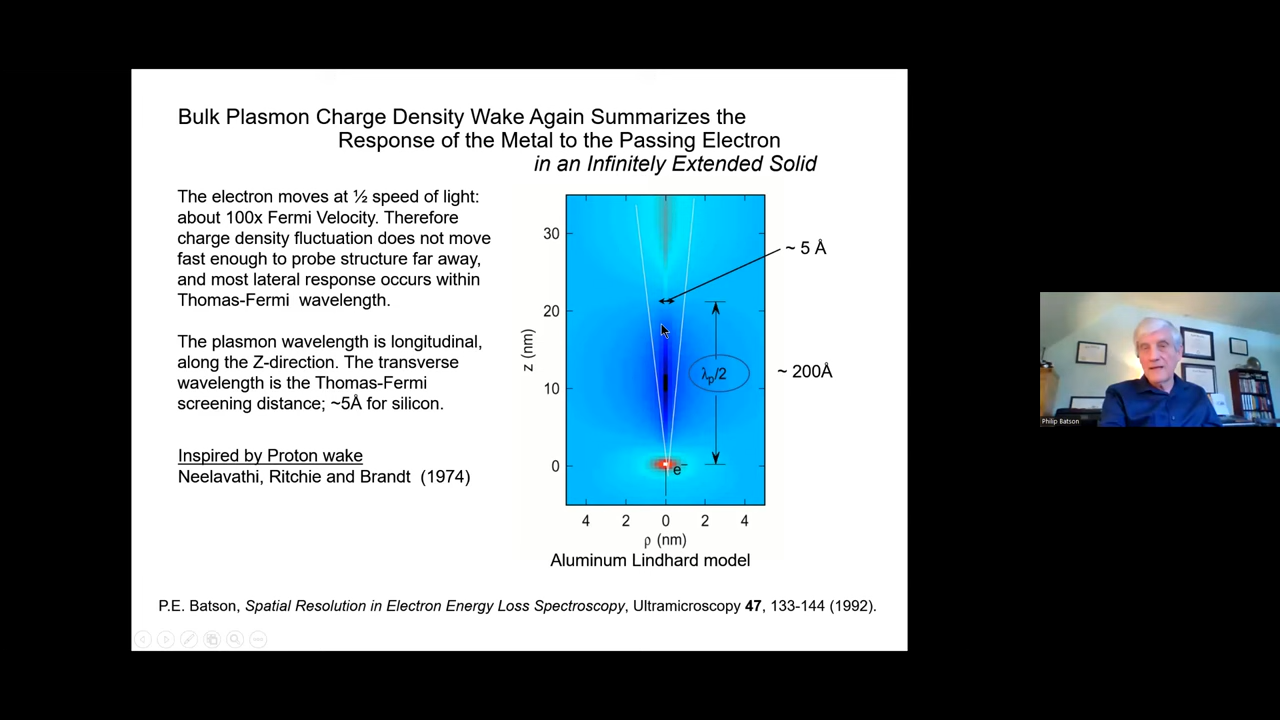 Bulk Plasmon Charge Density Wake Again Summarizes the
Response of the Metal to the Passing Electron
in an Infinitely Extended Solid
The electron moves at ½ speed of light:
about 100x Fermi Velocity. Therefore
charge density fluctuation does not move
fast enough to probe structure far away,
and most lateral response occurs within
Thomas-Fermi wavelength.
The plasmon wavelength is longitudinal,
along the Z-direction. The transverse
wavelength is the Thomas-Fermi
screening distance; ~5Å for silicon.
Inspired by Proton wake
Neelavathi, Ritchie and Brandt (1974)
z (nm)
30
20
10
0
~ 5 Å
λp/2
~ 200Å
e⁻
4 2 0 2 4
ρ (nm)
Aluminum Lindhard model
P.E. Batson, Spatial Resolution in Electron Energy Loss Spectroscopy, Ultramicroscopy 47, 133-144 (1992).
Philip Batson